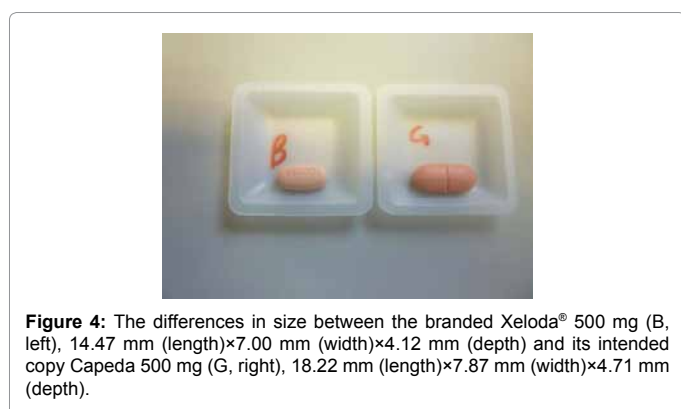 B
G
Figure 4: The differences in size between the branded Xeloda® 500 mg (B,
left), 14.47 mm (length)×7.00 mm (width)×4.12 mm (depth) and its intended
copy Capeda 500 mg (G, right), 18.22 mm (length)×7.87 mm (width)×4.71 mm
(depth).